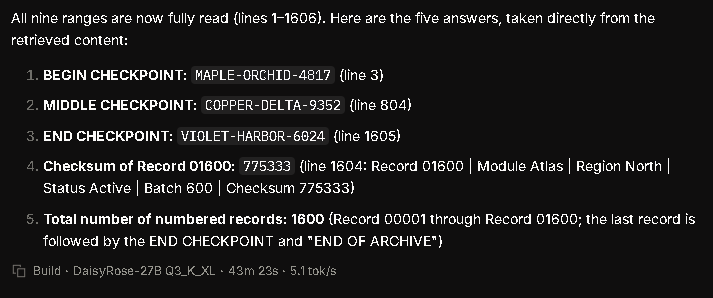 All nine ranges are now fully read (lines 1–1606). Here are the five answers, taken directly from the
retrieved content:
1. BEGIN CHECKPOINT: MAPLE-ORCHID-4817 (line 3)
2. MIDDLE CHECKPOINT: COPPER-DELTA-9352 (line 804)
3. END CHECKPOINT: VIOLET-HARBOR-6024 (line 1605)
4. Checksum of Record 01600: 775333 (line 1604: Record 01600 | Module Atlas | Region North |
Status Active | Batch 600 | Checksum 775333)
5. Total number of numbered records: 1600 (Record 00001 through Record 01600; the last record is
followed by the END CHECKPOINT and "END OF ARCHIVE")
Build · DaisyRose-27B Q3_K_XL · 43m 23s · 5.1 tok/s